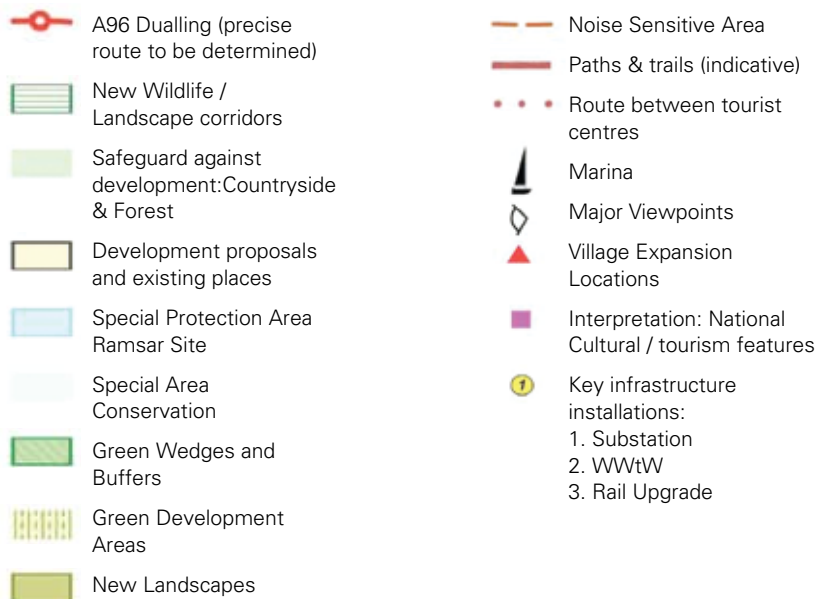 A96 Dualling (precise
route to be determined)
New Wildlife /
Landscape corridors
Safeguard against
development:Countryside
& Forest
Development proposals
and existing places
Special Protection Area
Ramsar Site
Special Area
Conservation
Green Wedges and
Buffers
Green Development
Areas
New Landscapes
Noise Sensitive Area
Paths & trails (indicative)
Route between tourist
centres
Marina
Major Viewpoints
Village Expansion
Locations
Interpretation: National
Cultural / tourism features
1
Key infrastructure
installations:
1. Substation
2. WWtW
3. Rail Upgrade